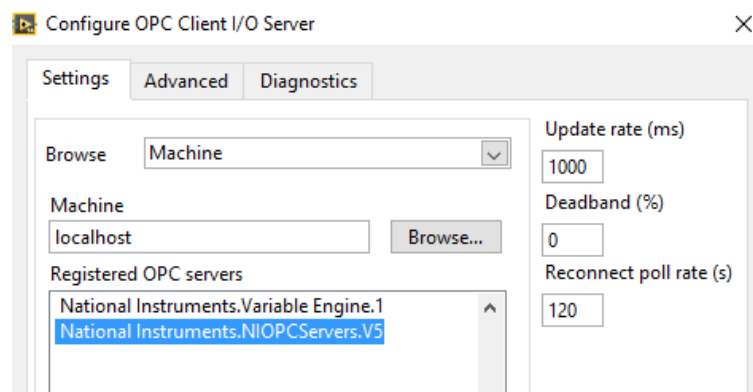 Configure OPC Client I/O Server
Settings Advanced Diagnostics
Browse Machine
Machine
localhost Browse...
Registered OPC servers
National Instruments.Variable Engine.1
National Instruments.NIOPCServers.V5
Update rate (ms)
1000
Deadband (%)
0
Reconnect poll rate (s)
120